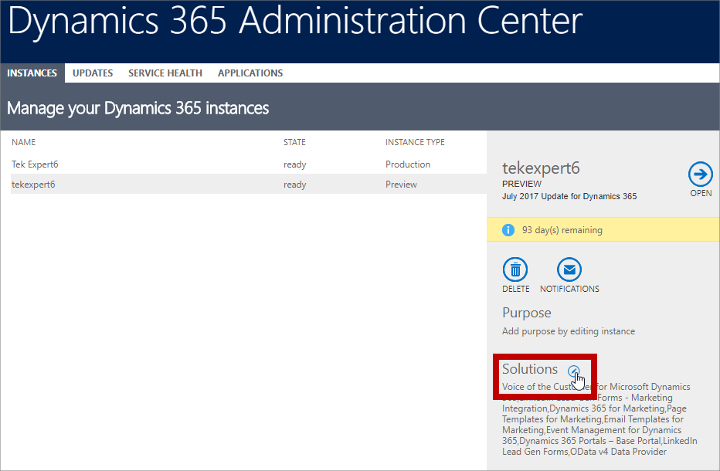 Dynamics 365 Administration Center
INSTANCES UPDATES SERVICE HEALTH APPLICATIONS
Manage your Dynamics 365 instances
NAME STATE INSTANCE TYPE
Tek Expert6 ready Production
tekexpert6 ready Preview
tekexpert6
PREVIEW
July 2017 Update for Dynamics 365
OPEN
93 day(s) remaining
DELETE NOTIFICATIONS
Purpose
Add purpose by editing instance
Solutions
Voice of the Customer for Microsoft Dynamics
Forms - Marketing
Integration,Dynamics 365 for Marketing,Page
Templates for Marketing,Email Templates for
Marketing,Event Management for Dynamics
365,Dynamics 365 Portals – Base Portal,LinkedIn
Lead Gen Forms,OData v4 Data Provider